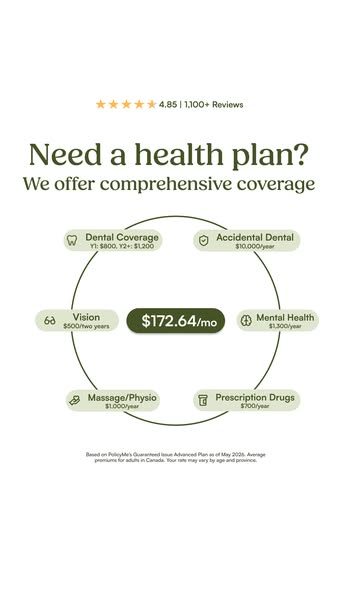 4.85 | 1,100+ Reviews
Need a health plan?
We offer comprehensive coverage
Dental Coverage
Y1: $800, Y2+: $1,200
Accidental Dental
$10,000/year
Vision
$500/two years
$172.64/mo
Mental Health
$1,300/year
Massage/Physio
$1,000/year
Prescription Drugs
$700/year
Based on PolicyMe's Guaranteed Issue Advanced Plan as of May 2026. Average
premiums for adults in Canada. Your rate may vary by age and province.